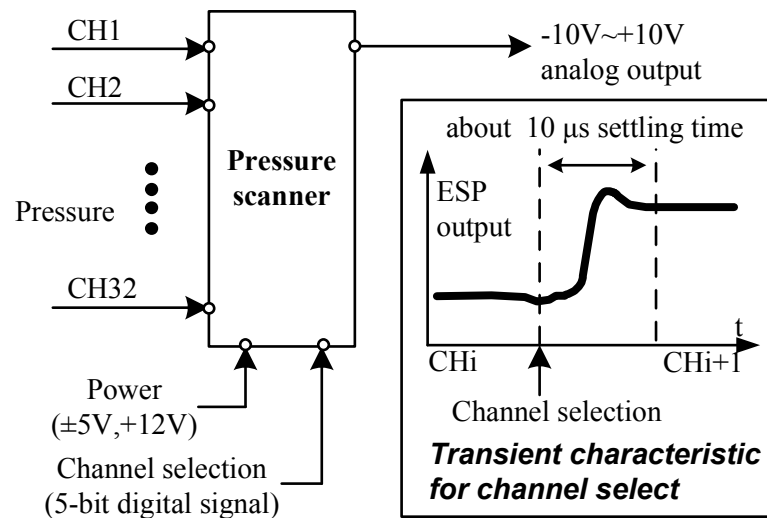 CH1
CH2
Pressure
CH32
Pressure
scanner
-10V~+10V
analog output
Power
(±5V,+12V)
Channel selection
(5-bit digital signal)
about 10 μs settling time
ESP
output
t
CHi
CHi+1
Channel selection
Transient characteristic
for channel select